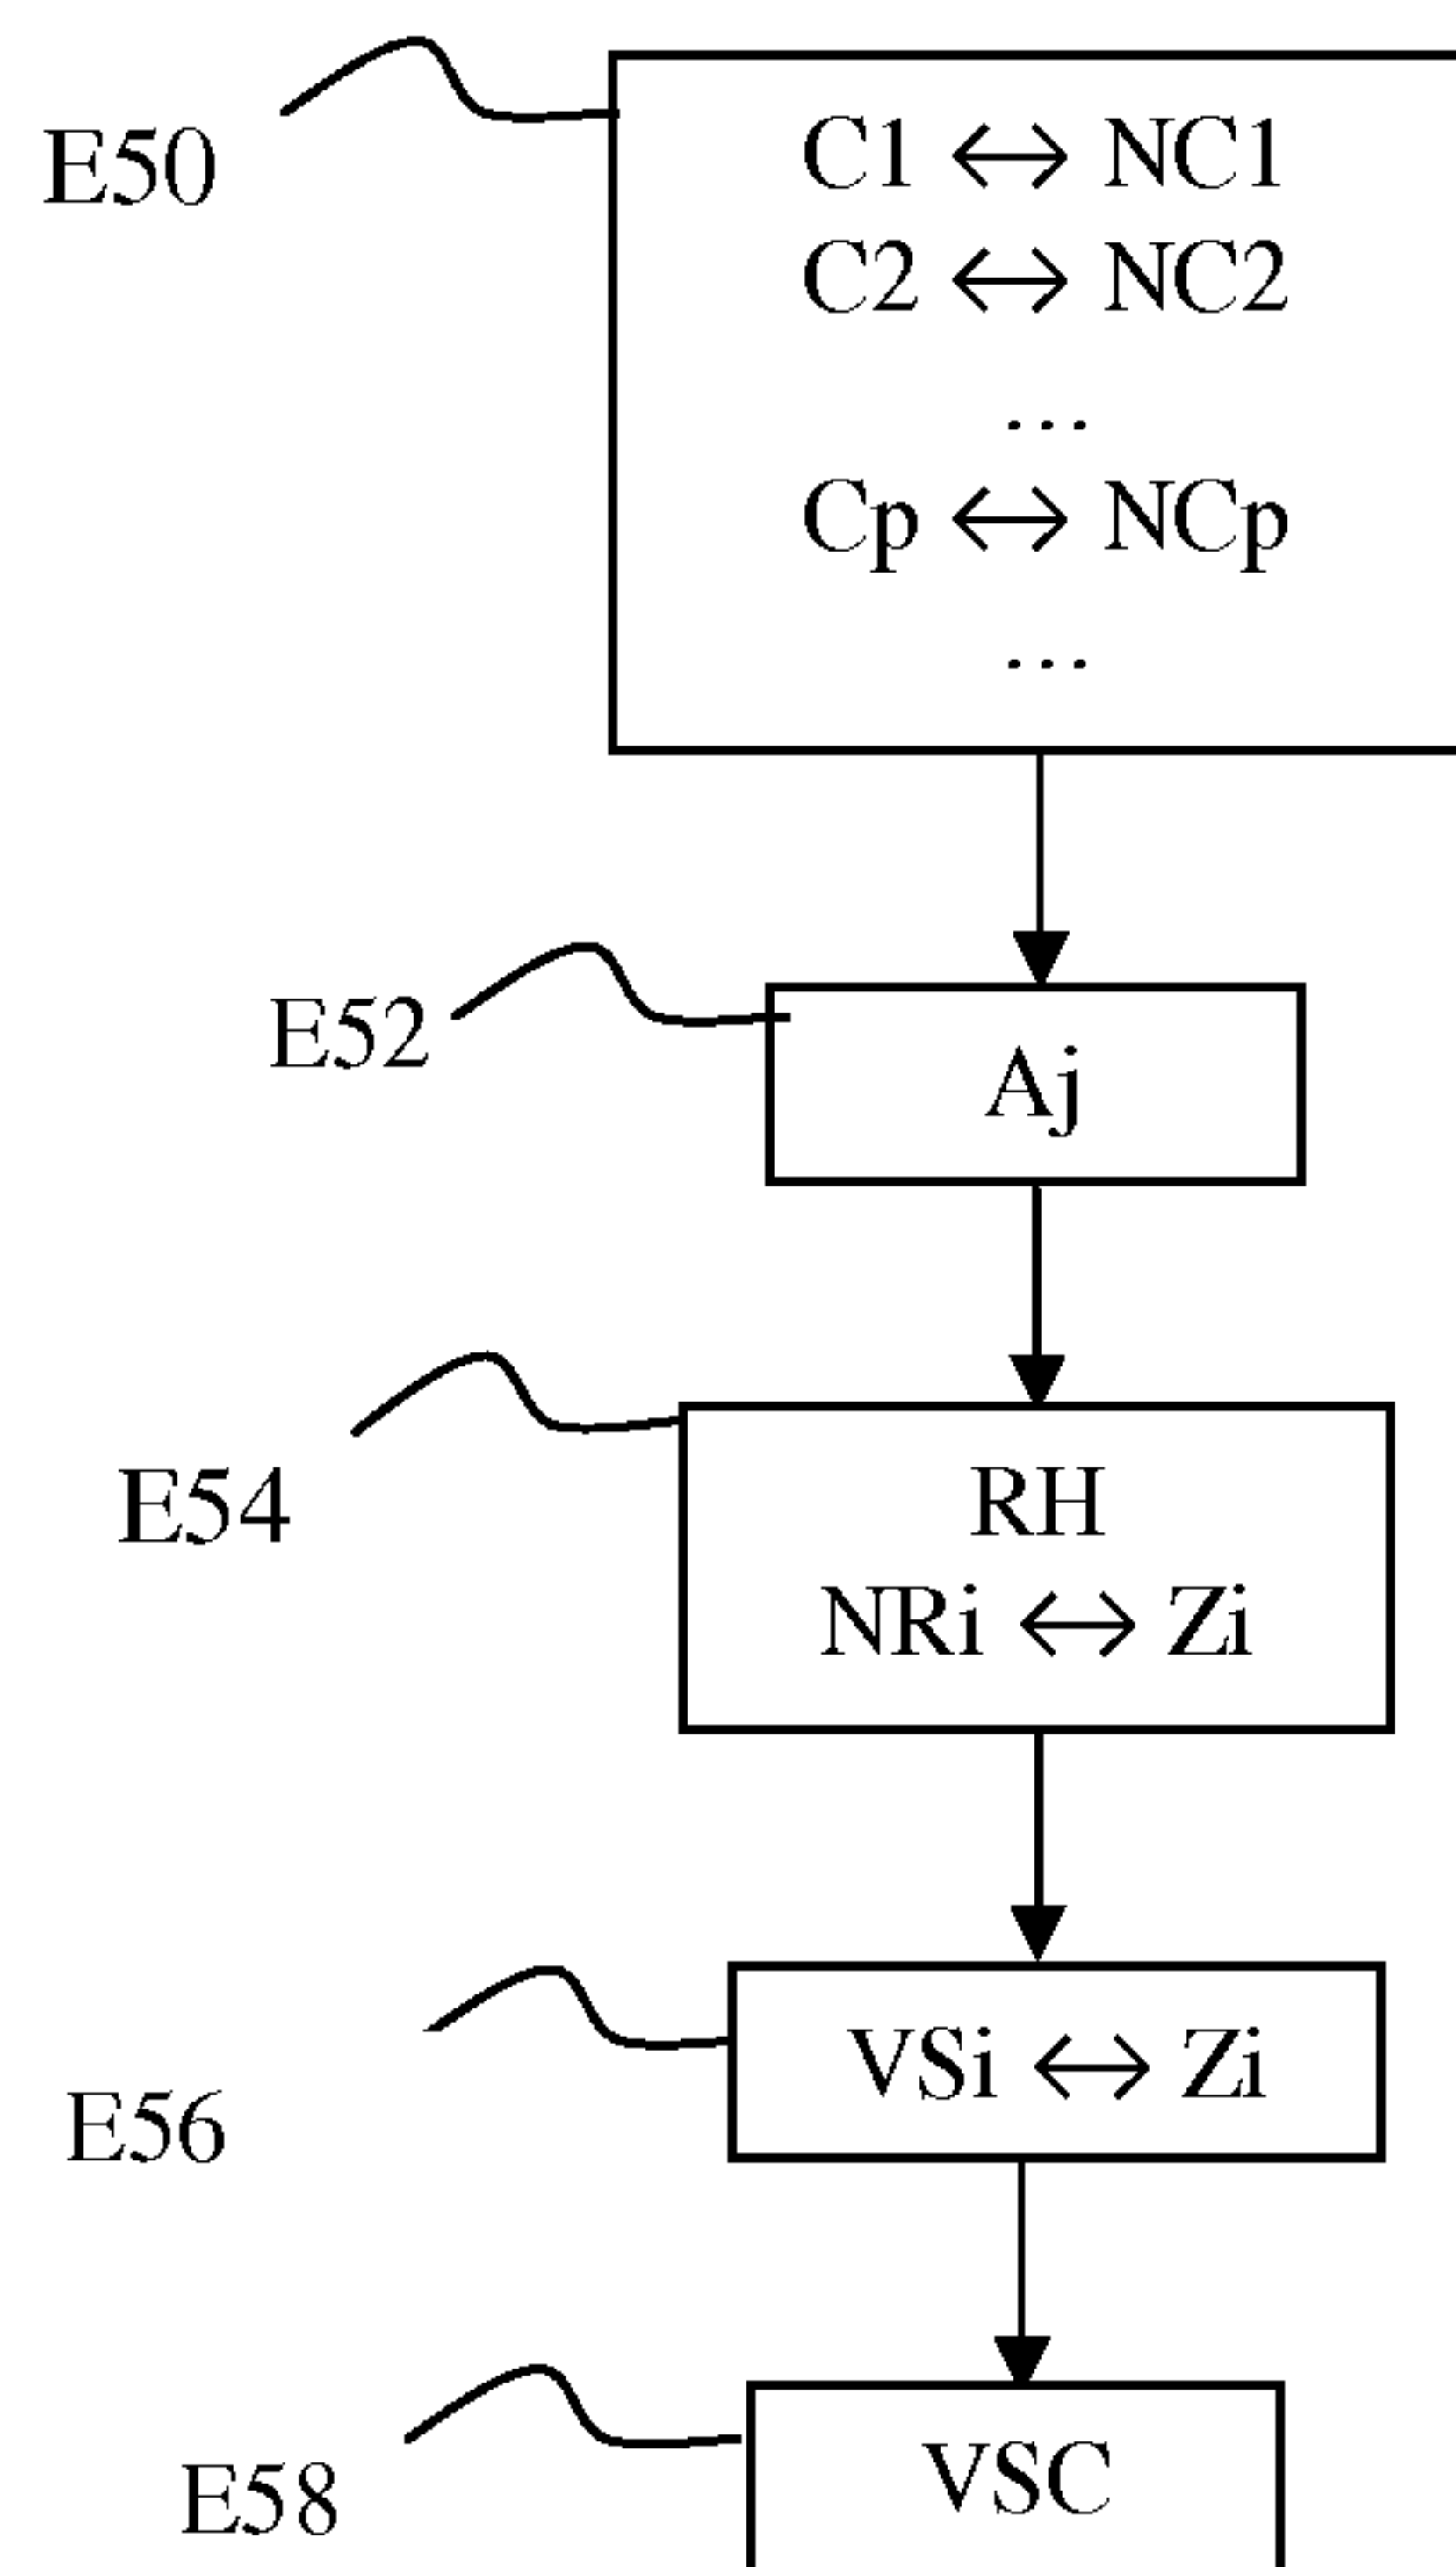 E50
C1 ↔ NC1
C2 ↔ NC2
...
Cp ↔ NCp
...
E52
Aj
E54
RH
NRi ↔ Zi
E56
VSi ↔ Zi
E58
VSC